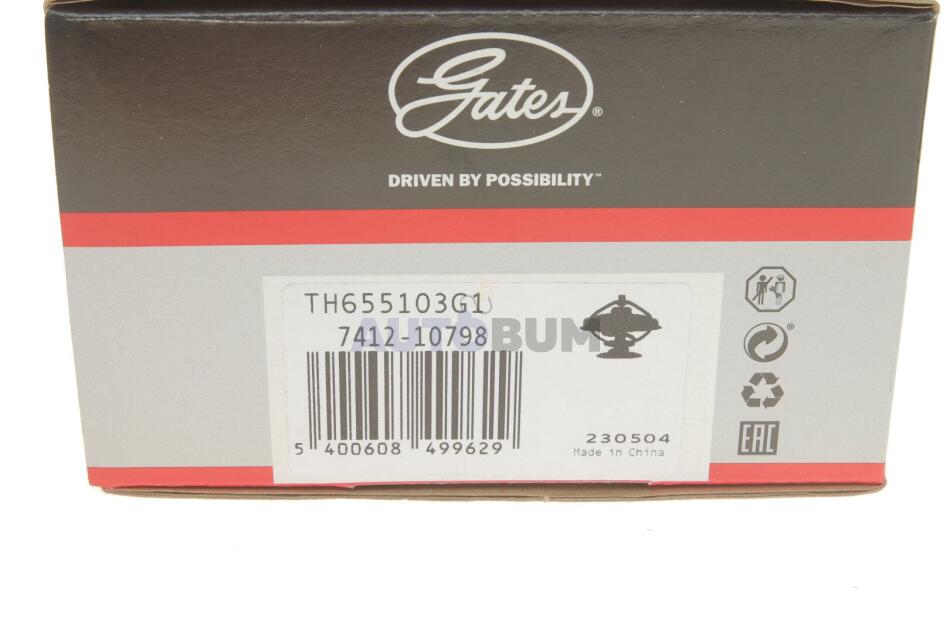 Gates®
DRIVEN BY POSSIBILITY™
TH655103G1
7412-10798
AUTOBUM
5 400608 499629
230504
Made in China
®
EAC